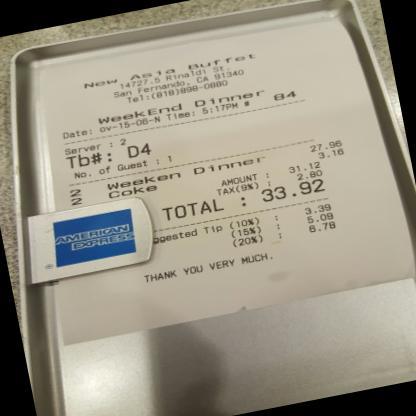 New Asia Buffet
14727.5 Rinaldi St.
San Fernando, CA 91340
Tel:(818)898-0880
WeekEnd Dinner
Date: ov-15-06-N Time: 5:17PM # 84
Server : 2
Tb#: D4
No. of Guest : 1
2 Weeken Dinner 27.96
2 Coke 3.16
AMOUNT : 31.12
TAX(9%) : 2.80
TOTAL : 33.92
ggested Tip (10%) : 3.39
(15%) : 5.09
(20%) : 6.78
THANK YOU VERY MUCH.
AMERICAN EXPRESS